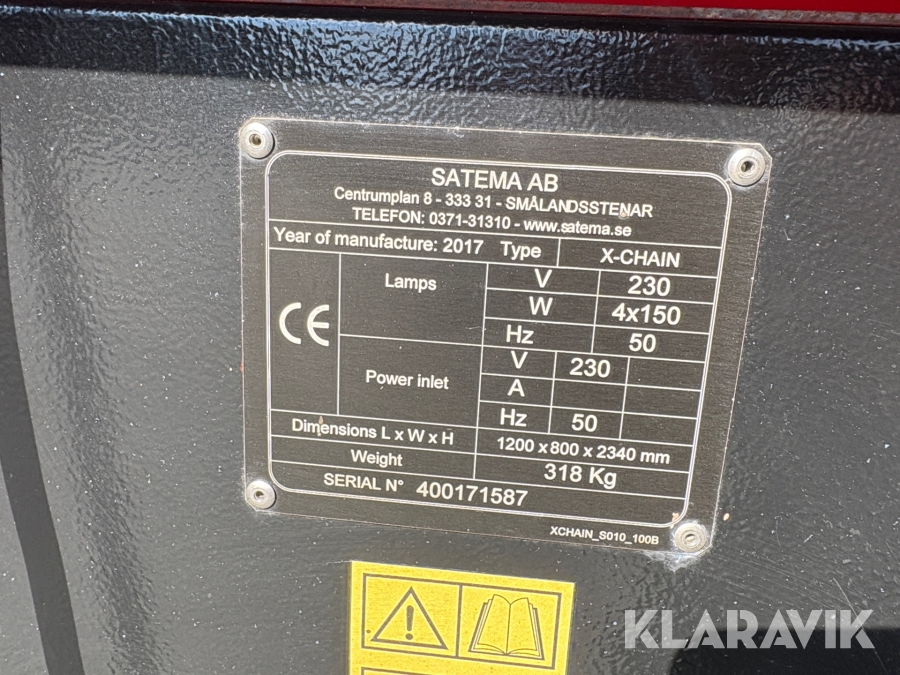 SATEMA AB
Centrumplan 8 - 333 31 - SMÅLANDSSTENAR
TELEFON: 0371-31310 - www.satema.se
Year of manufacture: 2017 Type X-CHAIN
Lamps V 230
W 4x150
Hz 50
CE
Power inlet V 230
A
Hz 50
Dimensions L x W x H 1200 x 800 x 2340 mm
Weight 318 Kg
SERIAL N° 400171587
XCHAIN_S010_100B
KLARAVIK